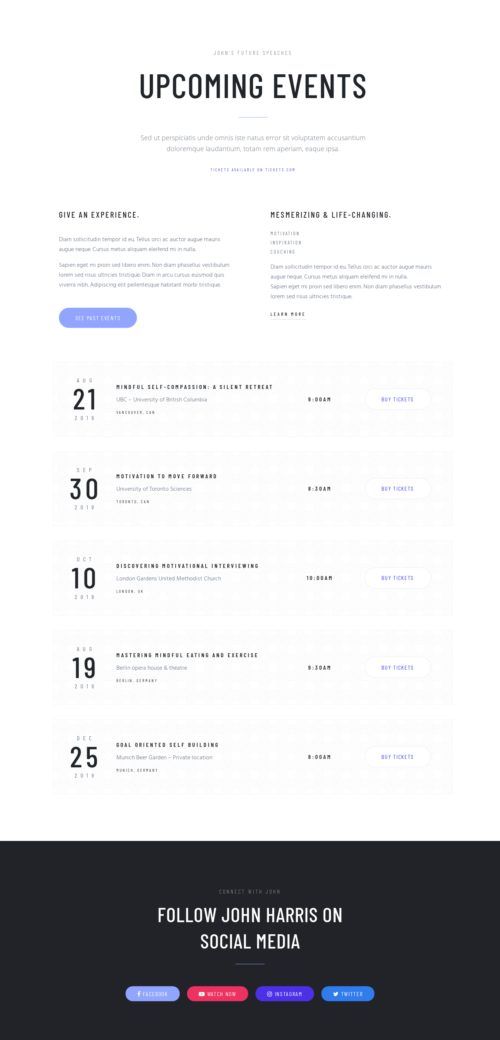 JOHN'S FUTURE SPEACHES
UPCOMING EVENTS
Sed ut perspiciatis unde omnis iste natus error sit voluptatem accusantium
doloremque laudantium, totam rem aperiam, eaque ipsa.
TICKETS AVAILABLE ON TICKETS.COM
GIVE AN EXPERIENCE.
Diam sollicitudin tempor id eu. Tellus orci ac auctor augue mauris
augue neque. Cursus metus aliquam eleifend mi in nulla.
Sapien eget mi proin sed libero enim. Non diam phasellus vestibulum
lorem sed risus ultricies tristique. Diam in arcu cursus euismod quis
viverra nibh. Adipiscing elit pellentesque habitant morbi tristique.
SEE PAST EVENTS
MESMERIZING & LIFE-CHANGING.
MOTIVATION
INSPIRATION
COACHING
Diam sollicitudin tempor id eu. Tellus orci ac auctor augue mauris.
Sapien eget mi proin sed libero enim. Non diam phasellus vestibulum
lorem sed risus ultricies tristique.
LEARN MORE
AUG
21
2019
MINDFUL SELF-COMPASSION: A SILENT RETREAT
UBC – University of British Columbia
VANCOUVER, CAN
9:00AM
BUY TICKETS
SEP
30
2019
MOTIVATION TO MOVE FORWARD
University of Toronto Sciences
TORONTO, CAN
8:30AM
BUY TICKETS
OCT
10
2019
DISCOVERING MOTIVATIONAL INTERVIEWING
London Gardens United Methodist Church
LONDON, UK
10:00AM
BUY TICKETS
AUG
19
2019
MASTERING MINDFUL EATING AND EXERCISE
Berlin opera house & theatre
BERLIN, GERMANY
8:30AM
BUY TICKETS
DEC
25
2019
GOAL ORIENTED SELF BUILDING
Munich Beer Garden – Private location
MUNICH, GERMANY
8:00AM
BUY TICKETS
CONNECT WITH JOHN
FOLLOW JOHN HARRIS ON
SOCIAL MEDIA
FACEBOOK
WATCH NOW
INSTAGRAM
TWITTER